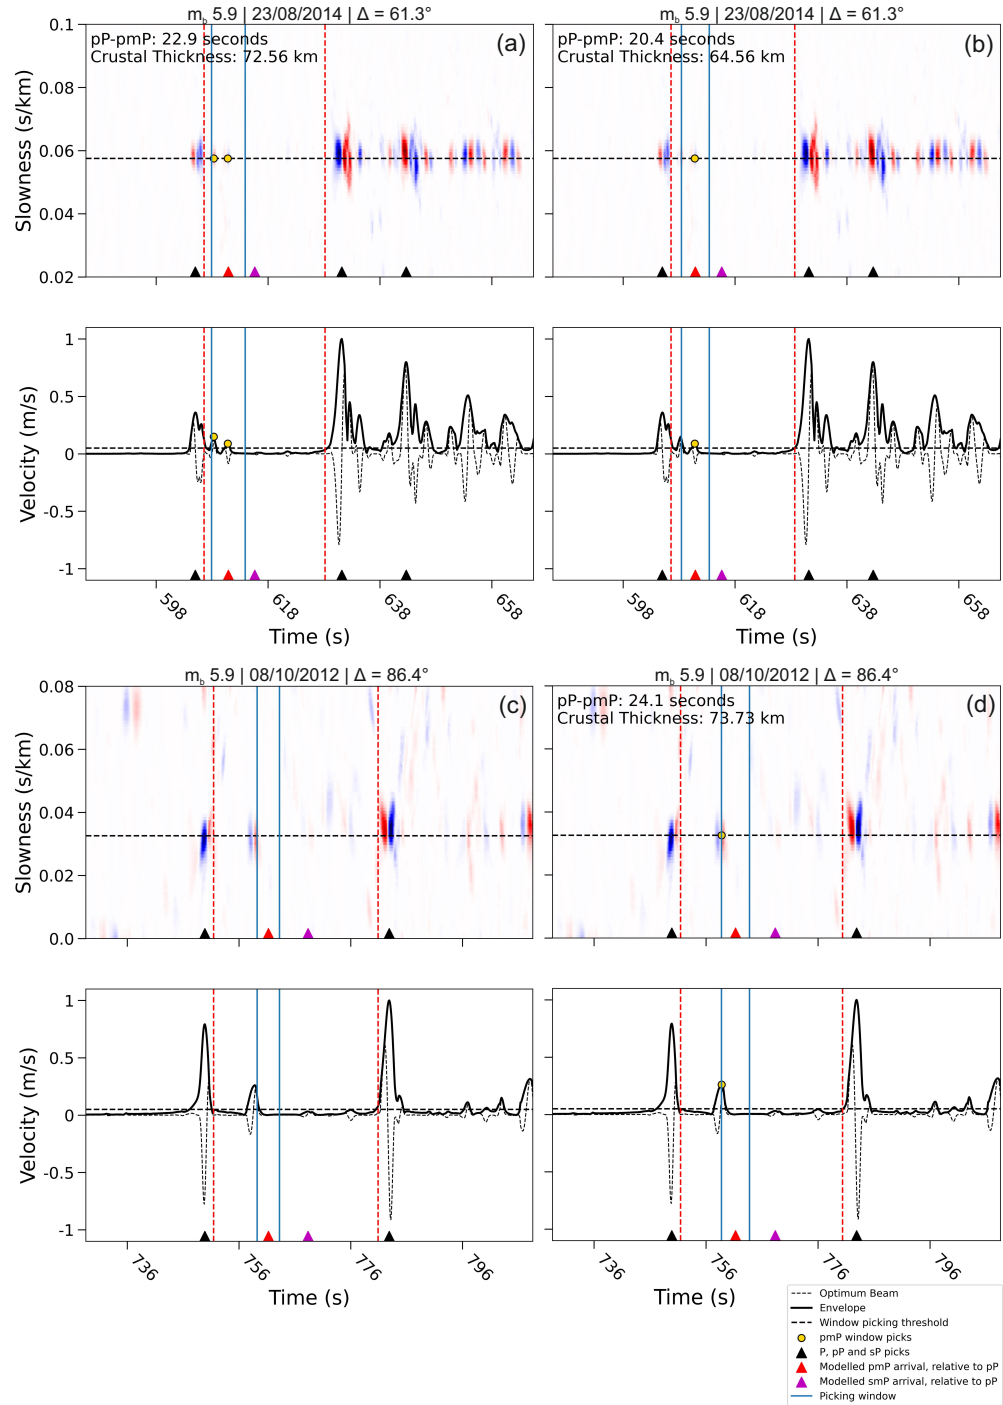 m_b 5.9 | 23/08/2014 | Δ = 61.3°
m_b 5.9 | 23/08/2014 | Δ = 61.3°
pP-pmP: 22.9 seconds
Crustal Thickness: 72.56 km
(a)
pP-pmP: 20.4 seconds
Crustal Thickness: 64.56 km
(b)
0.1
0.08
0.06
0.04
0.02
Slowness (s/km)
1
0.5
0
-0.5
-1
Velocity (m/s)
598 618 638 658
598 618 638 658
Time (s)
Time (s)
m_b 5.9 | 08/10/2012 | Δ = 86.4°
m_b 5.9 | 08/10/2012 | Δ = 86.4°
(c)
pP-pmP: 24.1 seconds
Crustal Thickness: 73.73 km
(d)
0.08
0.06
0.04
0.02
0.0
Slowness (s/km)
1
0.5
0
-0.5
-1
Velocity (m/s)
736 756 776 796
736 756 776 796
Time (s)
Time (s)
Optimum Beam
Envelope
Window picking threshold
pmP window picks
P, pP and sP picks
Modelled pmP arrival, relative to pP
Modelled smP arrival, relative to pP
Picking window